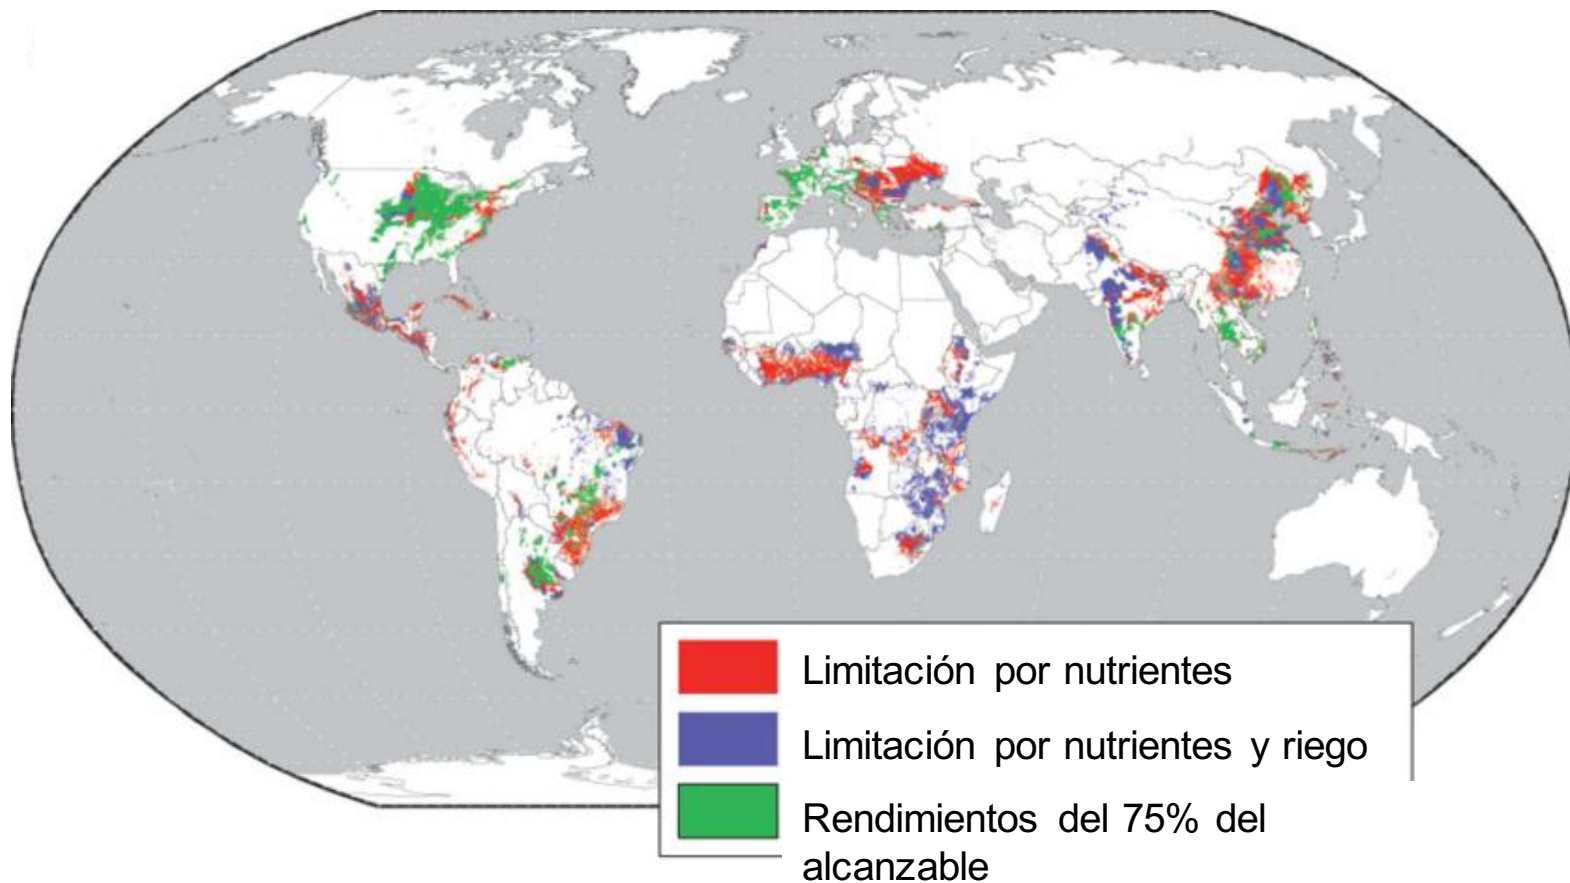 Limitación por nutrientes
Limitación por nutrientes y riego
Rendimientos del 75% del
alcanzable